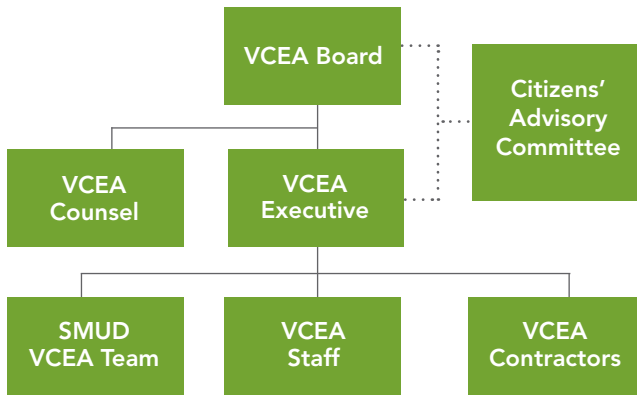 VCEA Board
Citizens’
Advisory
Committee
VCEA
Counsel
VCEA
Executive
SMUD
VCEA Team
VCEA
Staff
VCEA
Contractors